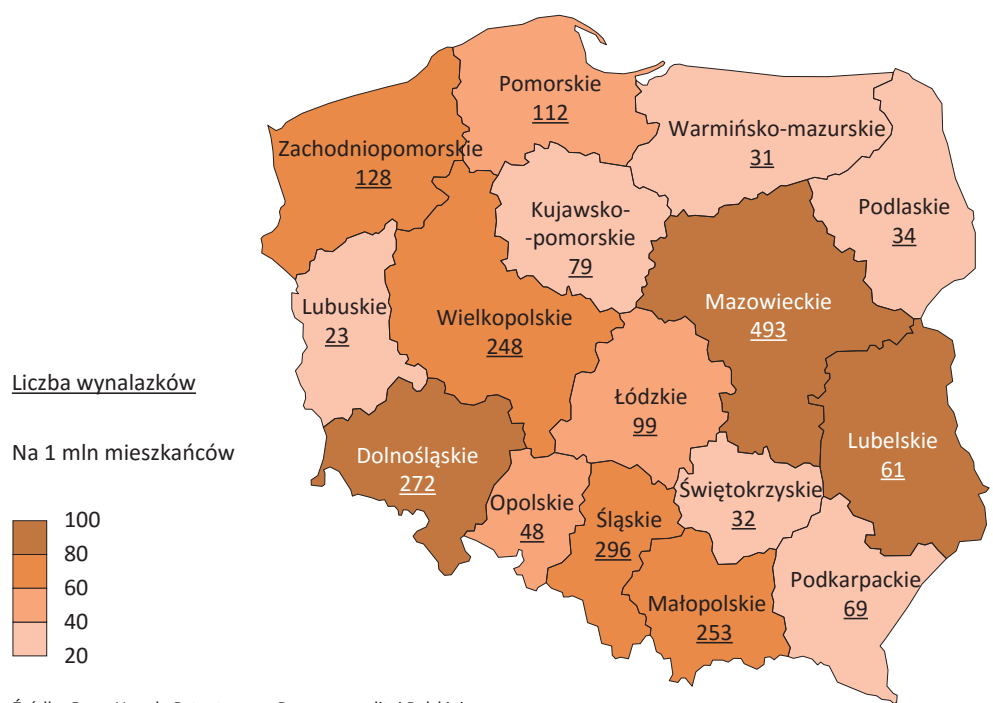 Pomorskie
112
Warmińsko-mazurskie
31
Zachodniopomorskie
128
Podlaskie
34
Kujawsko-
-pomorskie
79
Mazowieckie
493
Lubuskie
23
Wielkopolskie
248
Łódzkie
99
Lubelskie
61
Dolnośląskie
272
Opolskie
48
Śląskie
296
Świętokrzyskie
32
Małopolskie
253
Podkarpackie
69
Liczba wynalazków
Na 1 mln mieszkańców
100
80
60
40
20